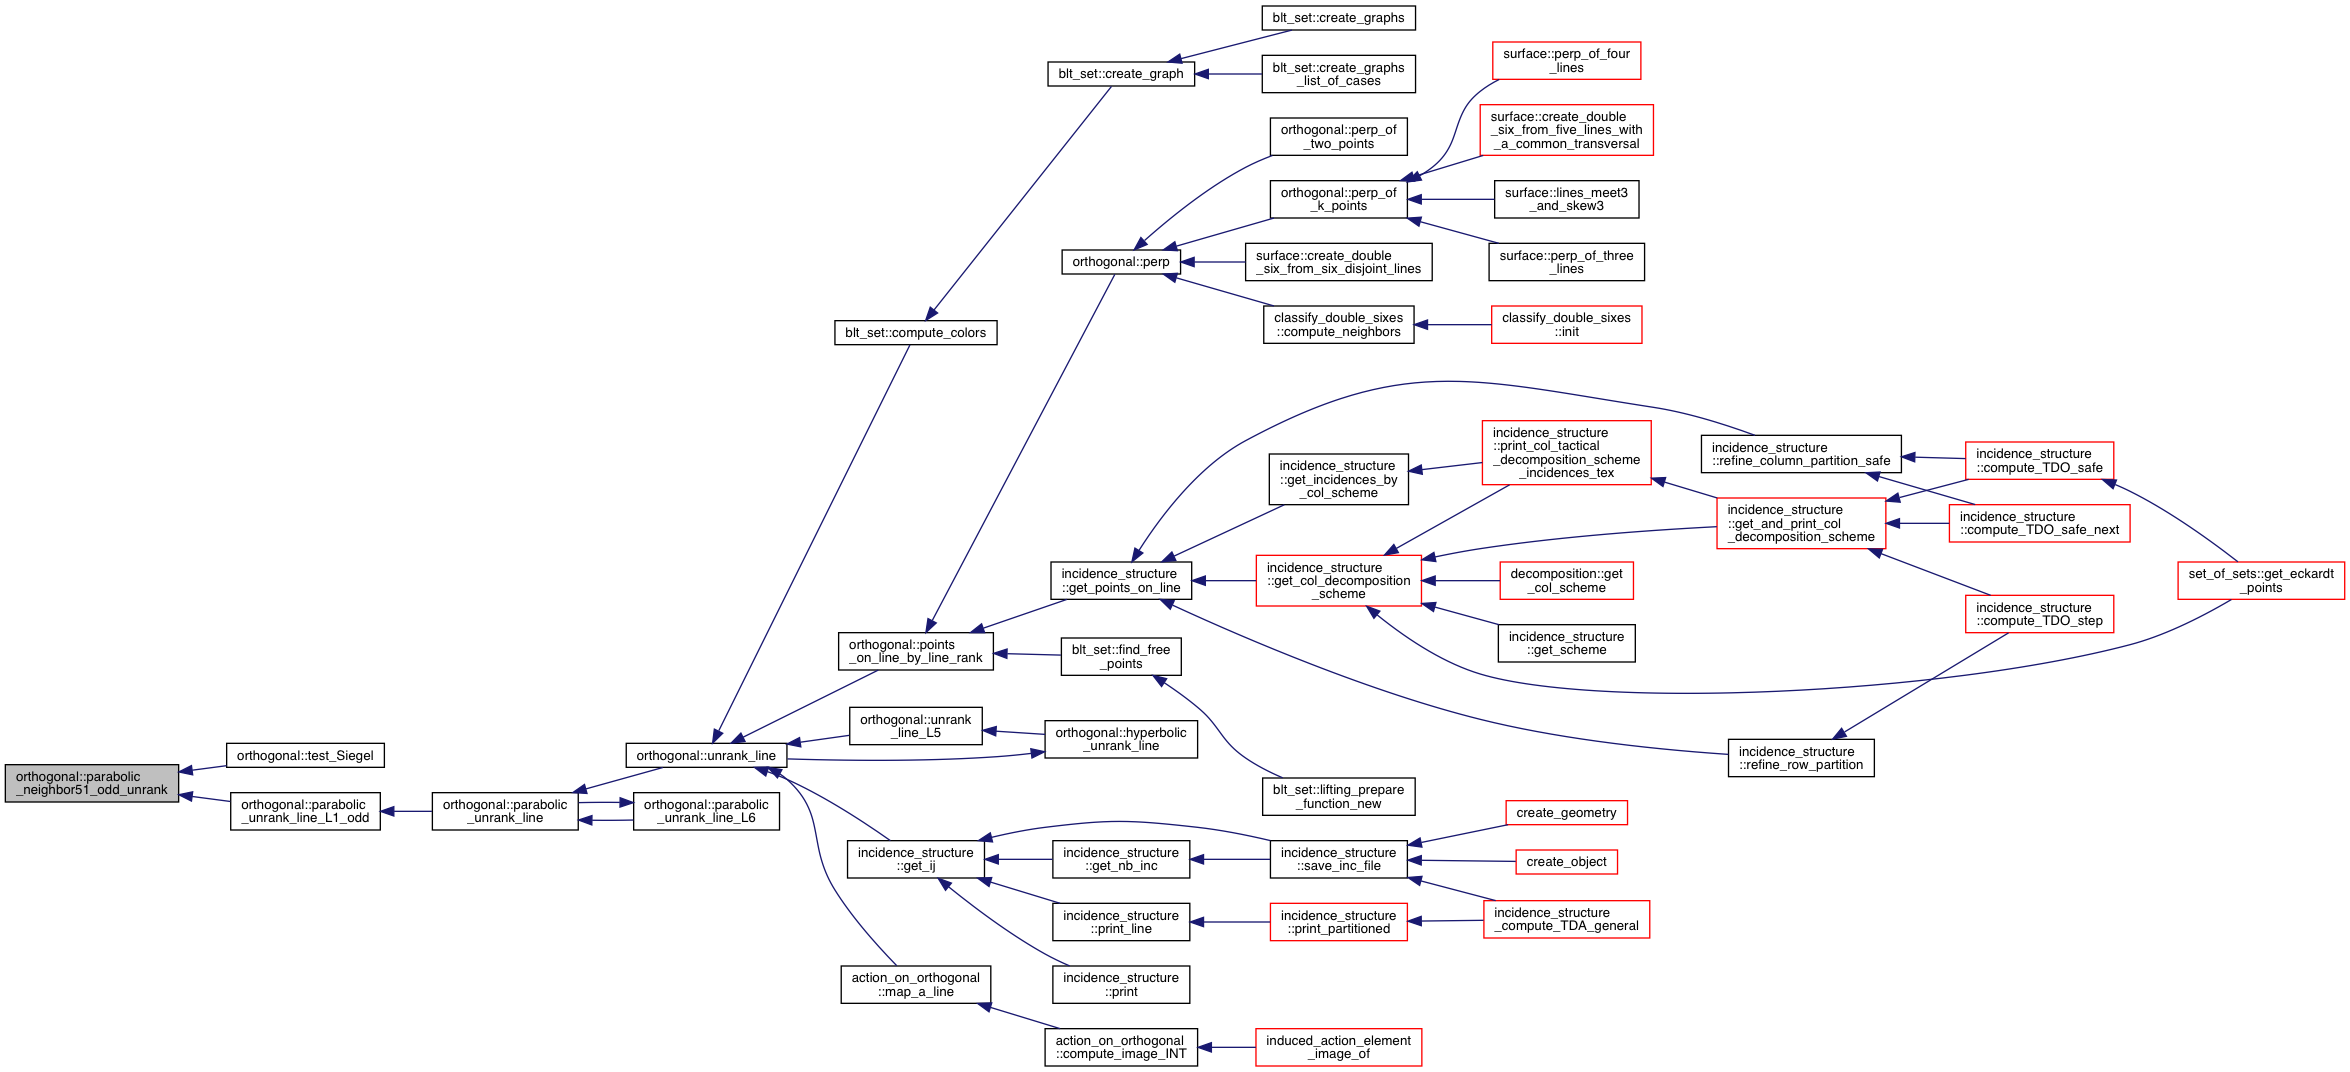 blt_set::create_graphs
surface::perp_of_four
_lines
blt_set::create_graph
blt_set::create_graphs
_list_of_cases
surface::create_double
_six_from_five_lines_with
_a_common_transversal
orthogonal::perp_of
_two_points
orthogonal::perp_of
_k_points
surface::lines_meet3
_and_skew3
orthogonal::perp
surface::create_double
_six_from_six_disjoint_lines
surface::perp_of_three
_lines
blt_set::compute_colors
classify_double_sixes
::compute_neighbors
classify_double_sixes
::init
incidence_structure
::print_col_tactical
_decomposition_scheme
_incidences_tex
incidence_structure
::refine_column_partition_safe
incidence_structure
::compute_TDO_safe
incidence_structure
::get_incidences_by
_col_scheme
incidence_structure
::get_and_print_col
_decomposition_scheme
incidence_structure
::compute_TDO_safe_next
incidence_structure
::get_points_on_line
incidence_structure
::get_col_decomposition
_scheme
decomposition::get
_col_scheme
set_of_sets::get_eckardt
_points
incidence_structure
::compute_TDO_step
orthogonal::points
_on_line_by_line_rank
blt_set::find_free
_points
incidence_structure
::get_scheme
orthogonal::unrank
_line_L5
orthogonal::hyperbolic
_unrank_line
incidence_structure
::refine_row_partition
orthogonal::test_Siegel
orthogonal::unrank_line
orthogonal::parabolic
_neighbor51_odd_unrank
orthogonal::parabolic
_unrank_line_L1_odd
orthogonal::parabolic
_unrank_line
orthogonal::parabolic
_unrank_line_L6
blt_set::lifting_prepare
_function_new
create_geometry
incidence_structure
::get_ij
incidence_structure
::get_nb_inc
incidence_structure
::save_inc_file
create_object
incidence_structure
::print_line
incidence_structure
::print_partitioned
incidence_structure
_compute_TDA_general
action_on_orthogonal
::map_a_line
incidence_structure
::print
action_on_orthogonal
::compute_image_INT
induced_action_element
_image_of